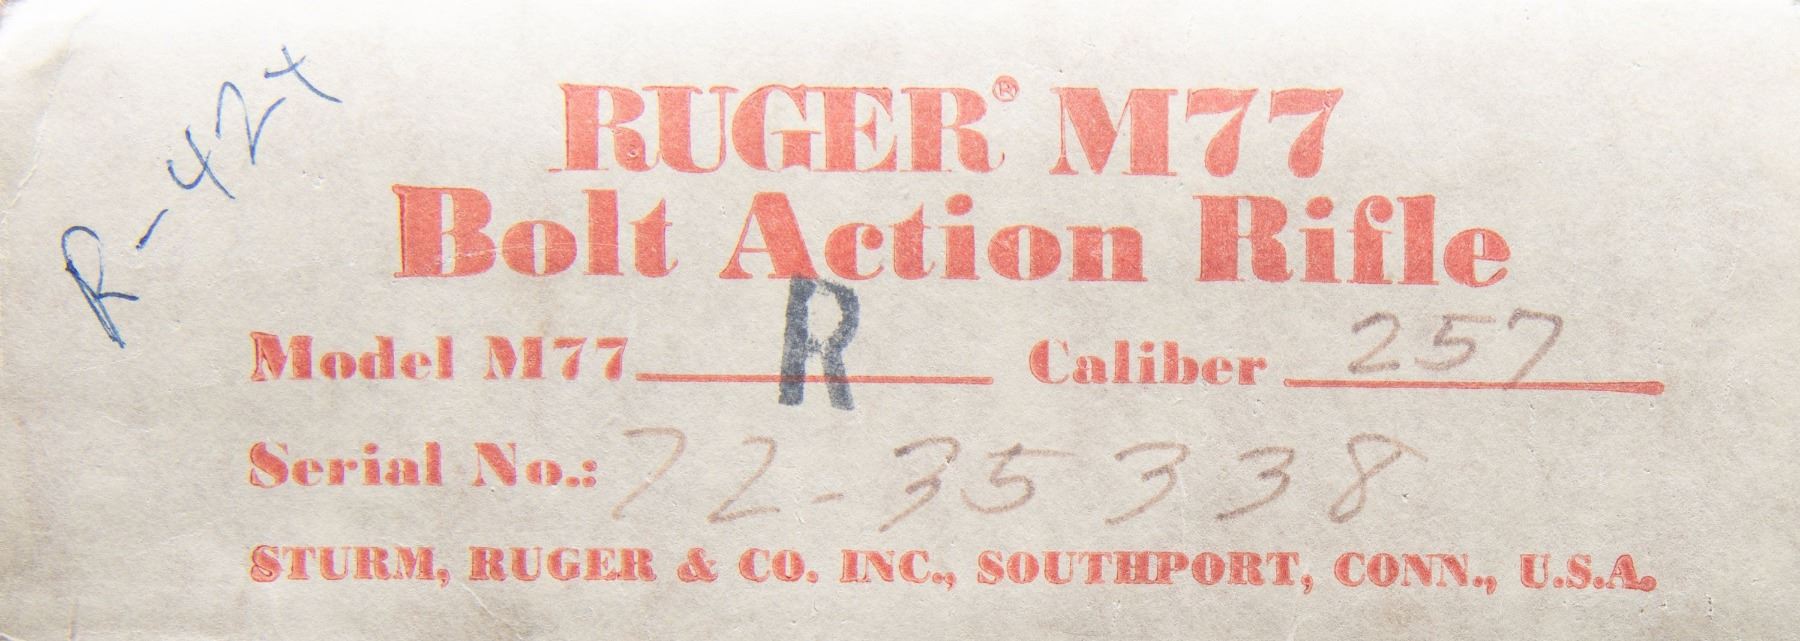 R-42x
RUGER® M77
Bolt Action Rifle
Model M77 R Caliber 257
Serial No.: 72-35338
STURM, RUGER & CO. INC., SOUTHPORT, CONN., U.S.A.